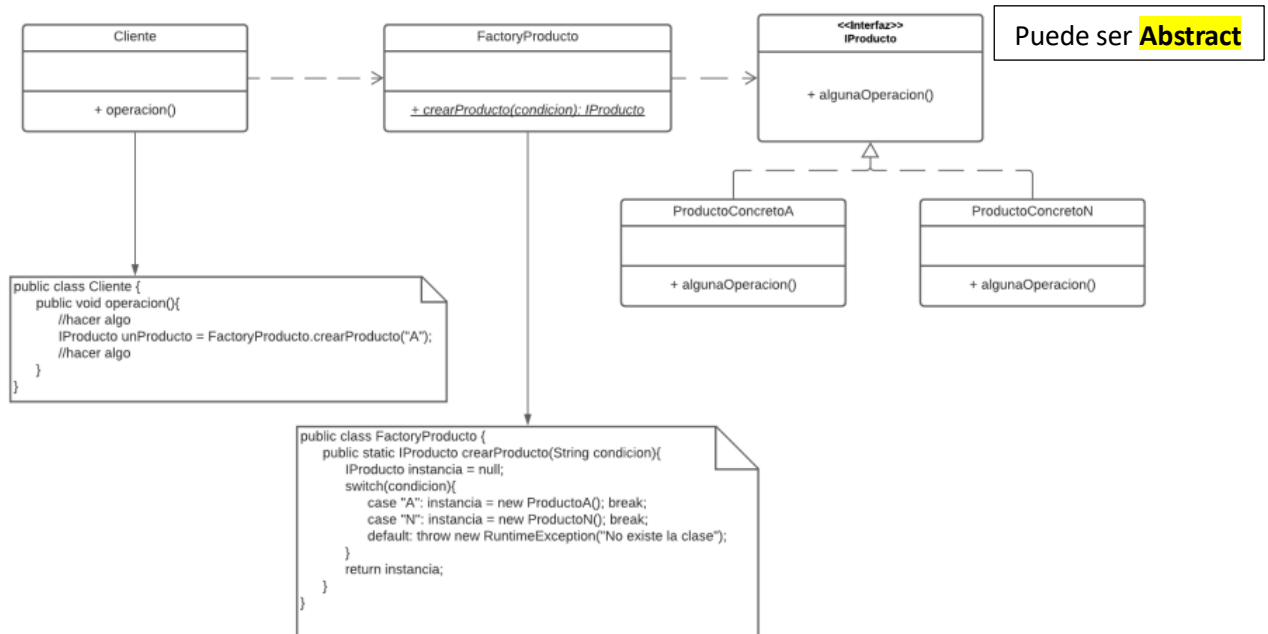 Cliente
+ operacion()
FactoryProducto
+ crearProducto(condicion): IProducto
<<Interfaz>>
IProducto
+ algunaOperacion()
Puede ser Abstract
ProductoConcretoA
+ algunaOperacion()
ProductoConcretoN
+ algunaOperacion()
public class Cliente {
public void operacion(){
//hacer algo
IProducto unProducto = FactoryProducto.crearProducto("A");
//hacer algo
}
}
public class FactoryProducto {
public static IProducto crearProducto(String condicion){
IProducto instancia = null;
switch(condicion){
case "A": instancia = new ProductoA(); break;
case "N": instancia = new ProductoN(); break;
default: throw new RuntimeException("No existe la clase");
}
return instancia;
}
}